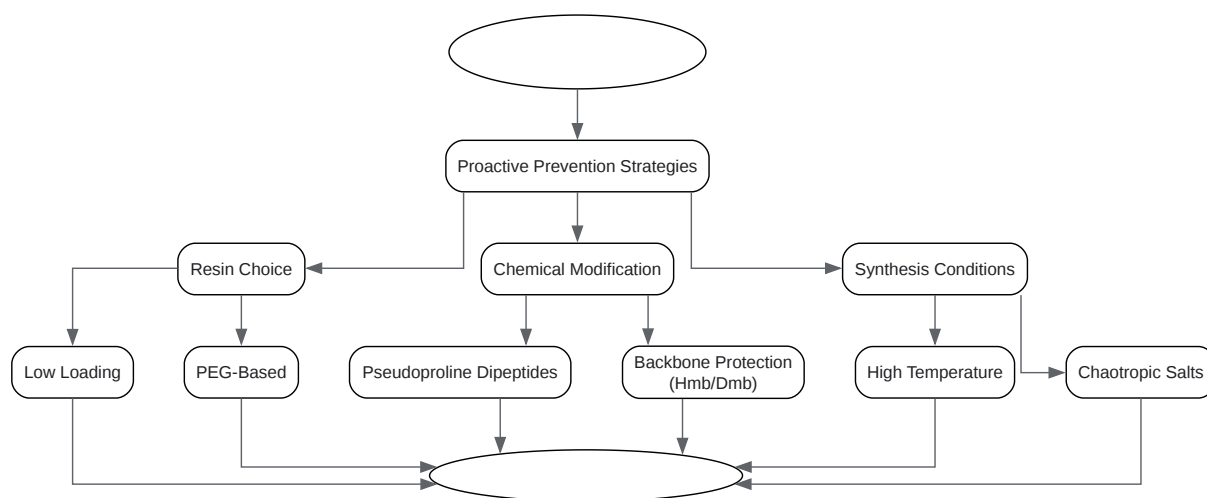 Proactive Prevention Strategies
Resin Choice
Chemical Modification
Synthesis Conditions
Low Loading
PEG-Based
Pseudoproline Dipeptides
Backbone Protection
(Hmb/Dmb)
High Temperature
Chaotropic Salts